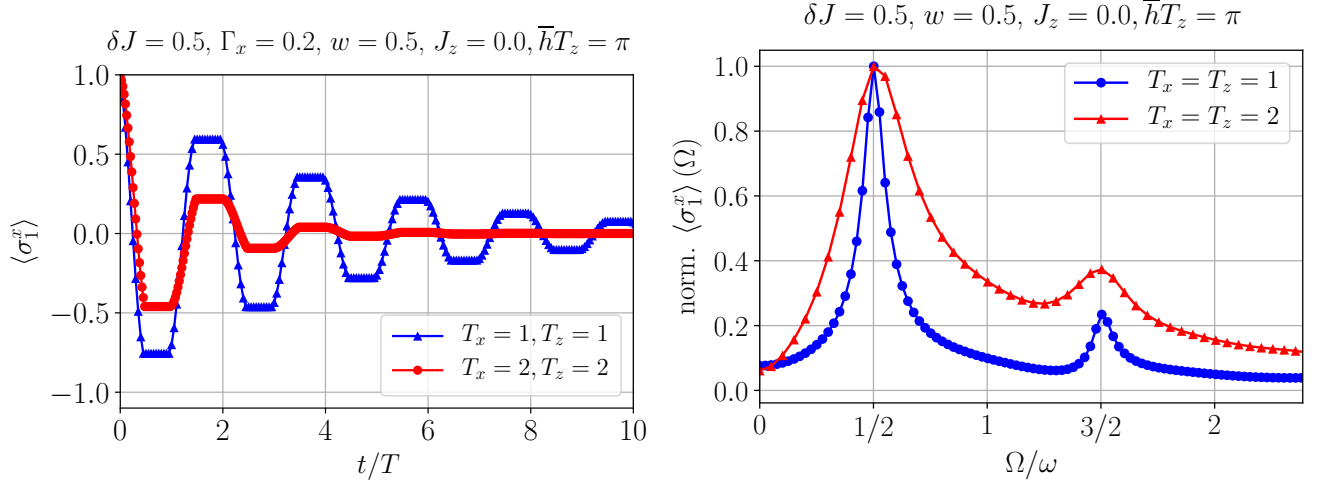 δJ = 0.5, Γ_x = 0.2, w = 0.5, J_z = 0.0, h̅T_z = π
1.0
0.5
0.0
−0.5
−1.0
⟨σ₁ˣ⟩
T_x = 1, T_z = 1
T_x = 2, T_z = 2
0 2 4 6 8 10
t/T
δJ = 0.5, w = 0.5, J_z = 0.0, h̅T_z = π
1.0
0.8
0.6
0.4
0.2
0.0
norm. ⟨σ₁ˣ⟩ (Ω)
T_x = T_z = 1
T_x = T_z = 2
0 1/2 1 3/2 2
Ω/ω